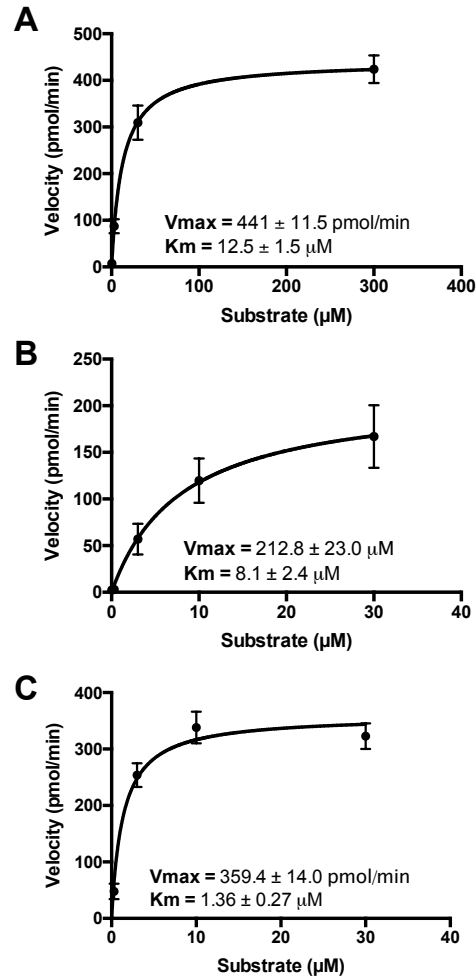 A
500
400
300
200
100
0
Velocity (pmol/min)
Vmax = 441 ± 11.5 pmol/min
Km = 12.5 ± 1.5 μM
0 100 200 300 400
Substrate (μM)
B
250
200
150
100
50
0
Velocity (pmol/min)
Vmax = 212.8 ± 23.0 μM
Km = 8.1 ± 2.4 μM
0 10 20 30 40
Substrate (μM)
C
400
300
200
100
0
Velocity (pmol/min)
Vmax = 359.4 ± 14.0 pmol/min
Km = 1.36 ± 0.27 μM
0 10 20 30 40
Substrate (μM)